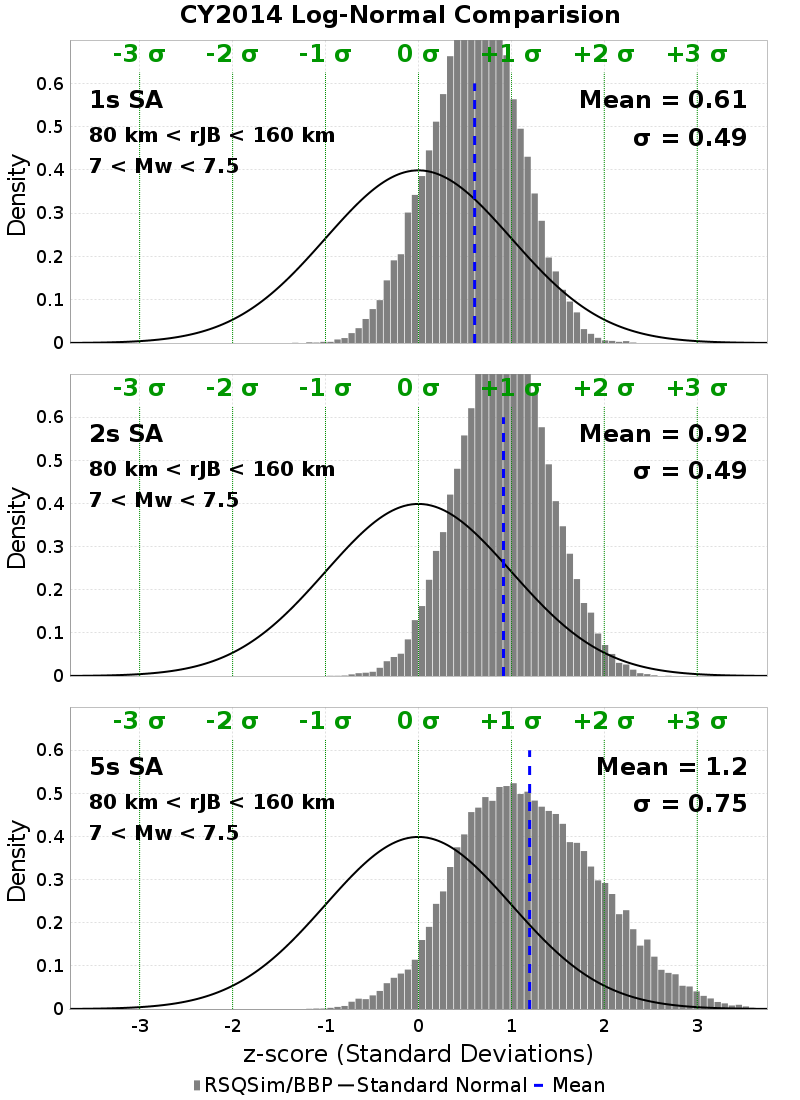 CY2014 Log-Normal Comparision
-3 σ -2 σ -1 σ 0 σ +1 σ +2 σ +3 σ
0.6
1s SA Mean = 0.61
0.5
80 km < rJB < 160 km σ = 0.49
7 < Mw < 7.5
0.4
0.3
0.2
0.1
0
Density
-3 σ -2 σ -1 σ 0 σ +1 σ +2 σ +3 σ
0.6
2s SA Mean = 0.92
0.5
80 km < rJB < 160 km σ = 0.49
7 < Mw < 7.5
0.4
0.3
0.2
0.1
0
Density
-3 σ -2 σ -1 σ 0 σ +1 σ +2 σ +3 σ
0.6
5s SA Mean = 1.2
0.5
80 km < rJB < 160 km σ = 0.75
7 < Mw < 7.5
0.4
0.3
0.2
0.1
0
Density
-3 -2 -1 0 1 2 3
z-score (Standard Deviations)
RSQSim/BBP Standard Normal Mean